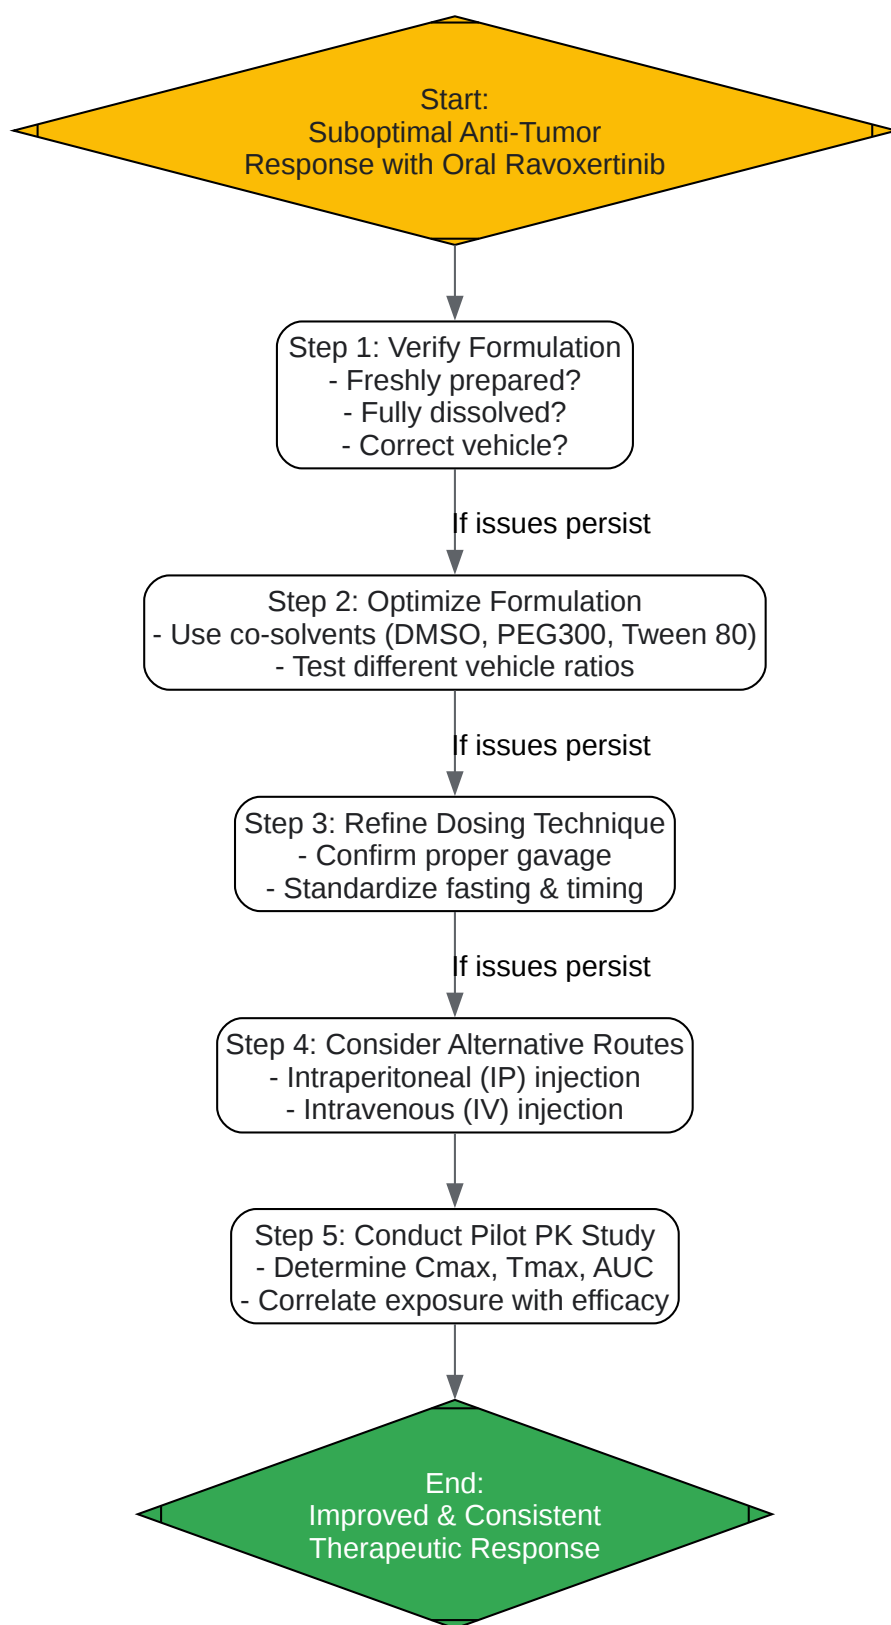 Start:
Suboptimal Anti-Tumor
Response with Oral Ravoxertinib
Step 1: Verify Formulation
- Freshly prepared?
- Fully dissolved?
- Correct vehicle?
If issues persist
Step 2: Optimize Formulation
- Use co-solvents (DMSO, PEG300, Tween 80)
- Test different vehicle ratios
If issues persist
Step 3: Refine Dosing Technique
- Confirm proper gavage
- Standardize fasting & timing
If issues persist
Step 4: Consider Alternative Routes
- Intraperitoneal (IP) injection
- Intravenous (IV) injection
Step 5: Conduct Pilot PK Study
- Determine Cmax, Tmax, AUC
- Correlate exposure with efficacy
End:
Improved & Consistent
Therapeutic Response